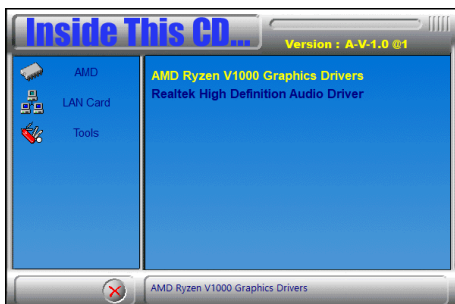 Inside This CD...
Version : A-V-1.0 @1
AMD
LAN Card
Tools
AMD Ryzen V1000 Graphics Drivers
Realtek High Definition Audio Driver
AMD Ryzen V1000 Graphics Drivers